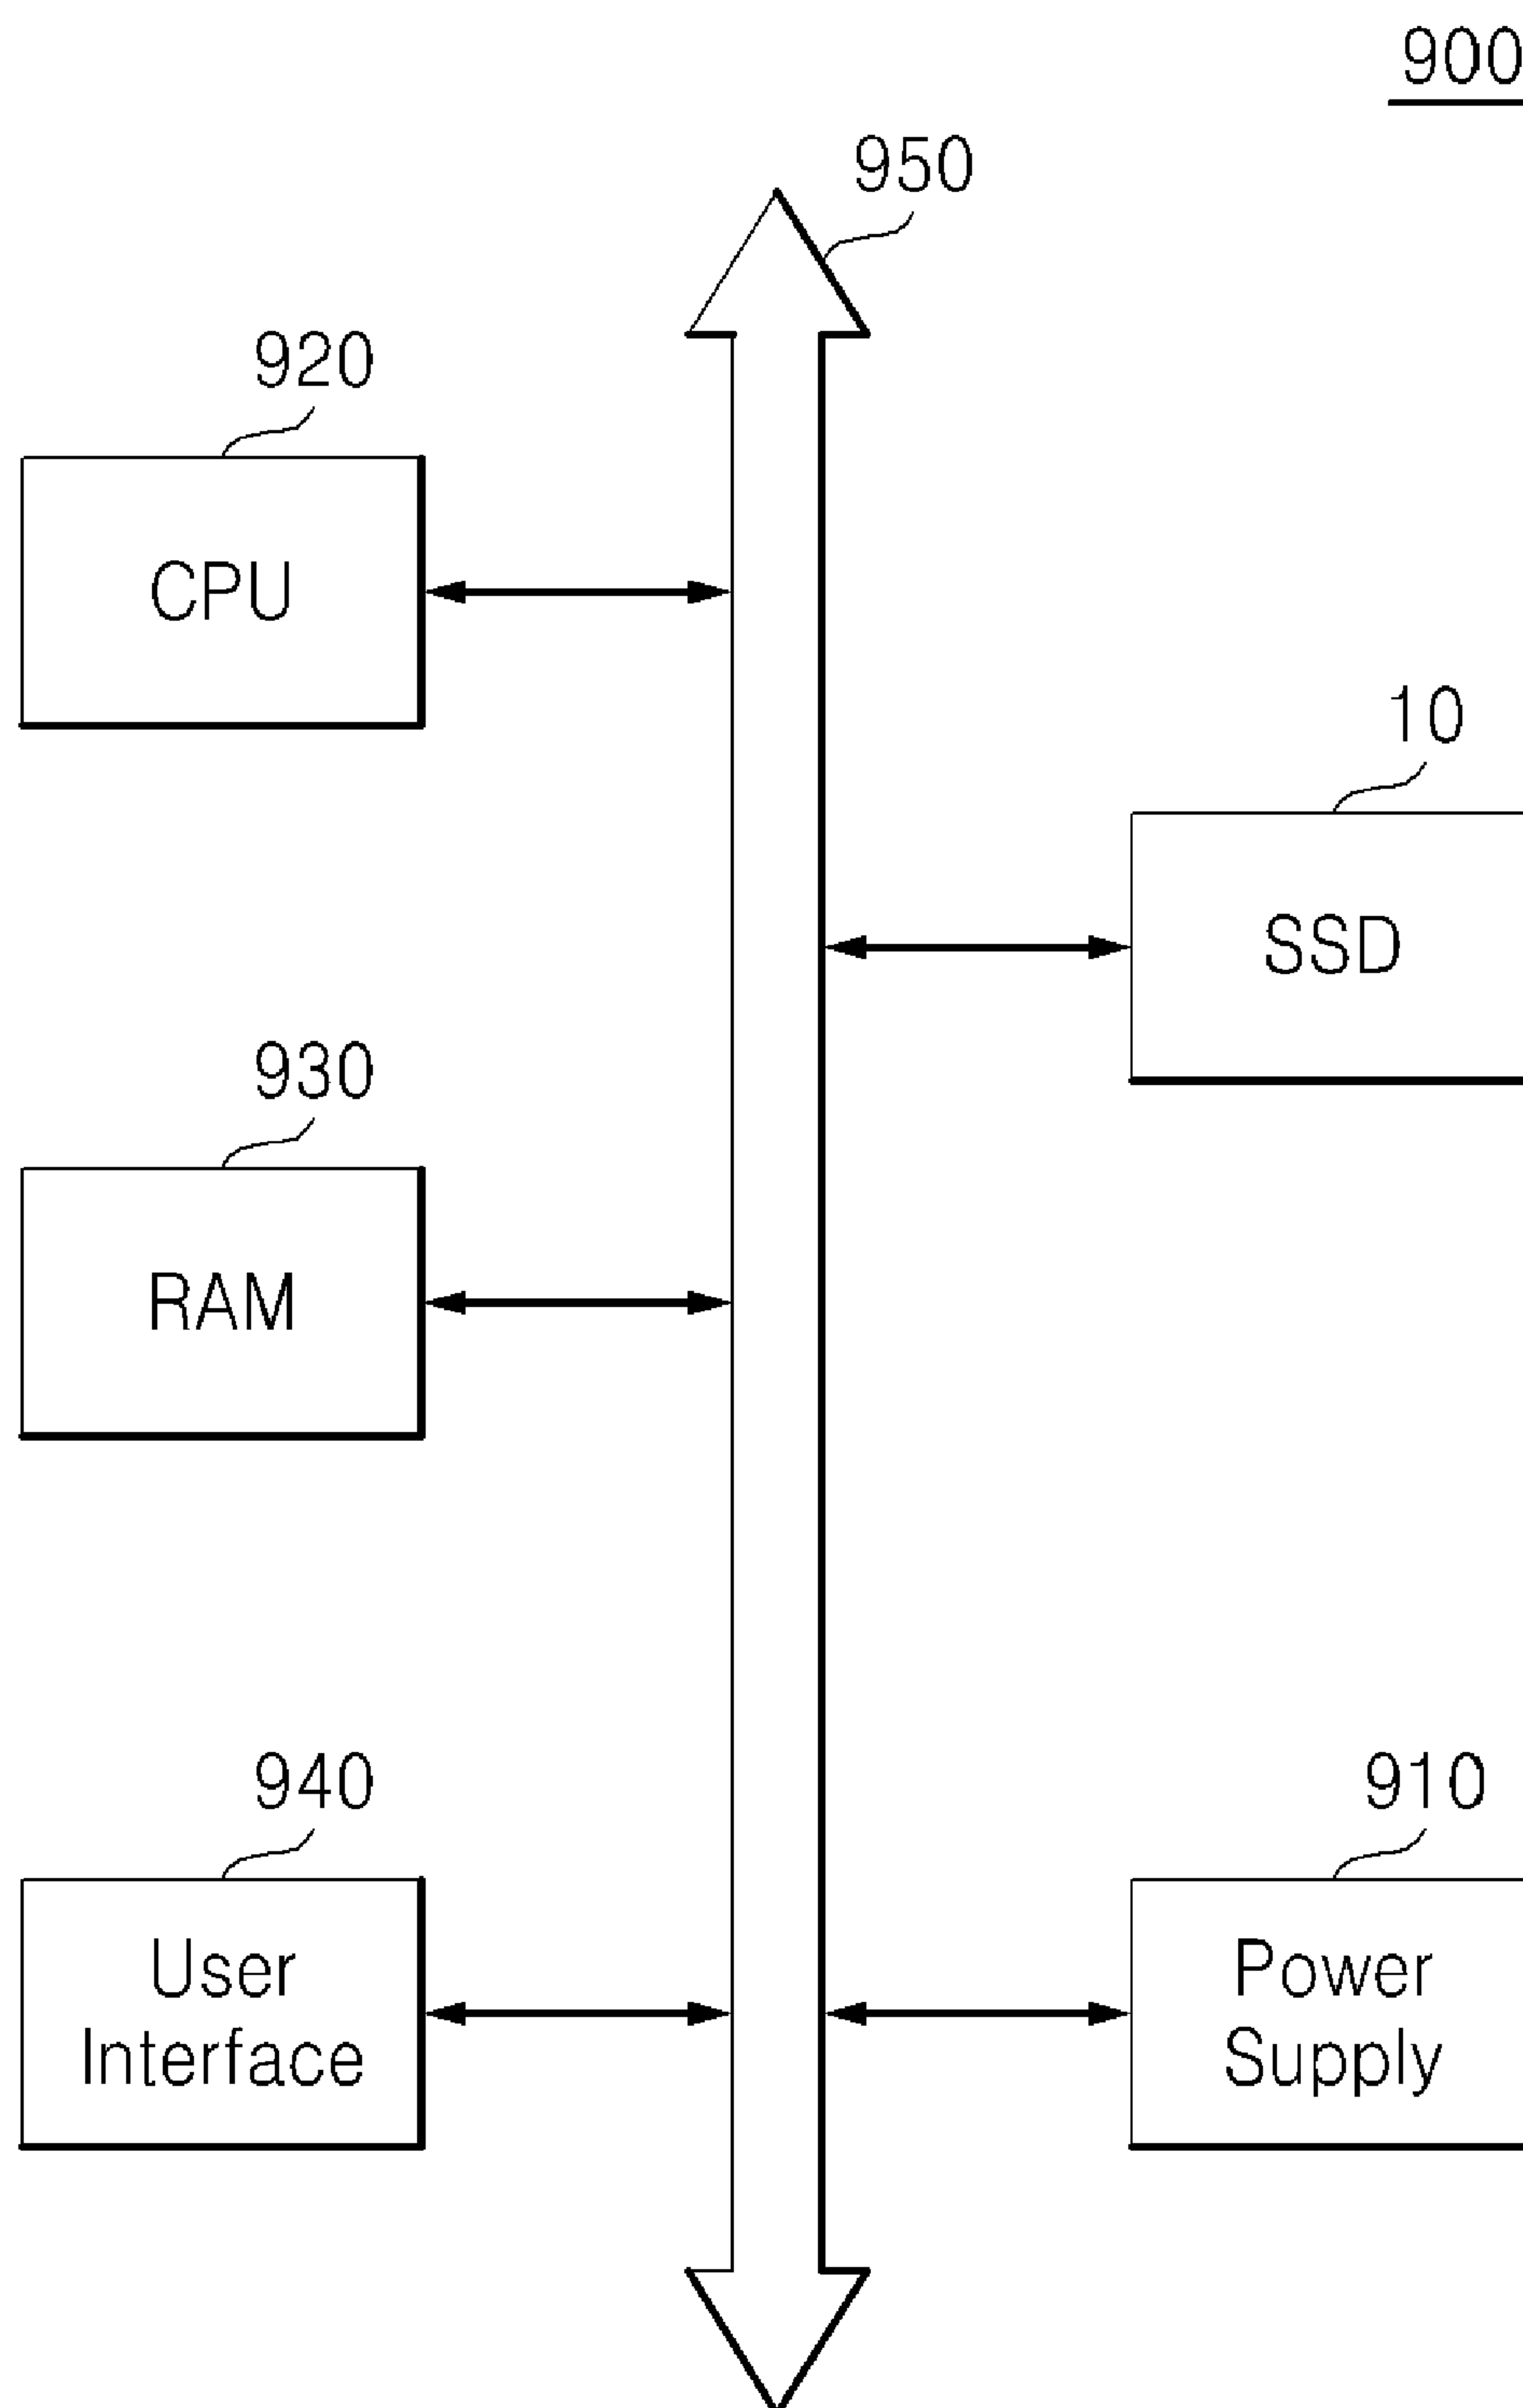 900
950
920
CPU
10
SSD
930
RAM
940
User
Interface
910
Power
Supply